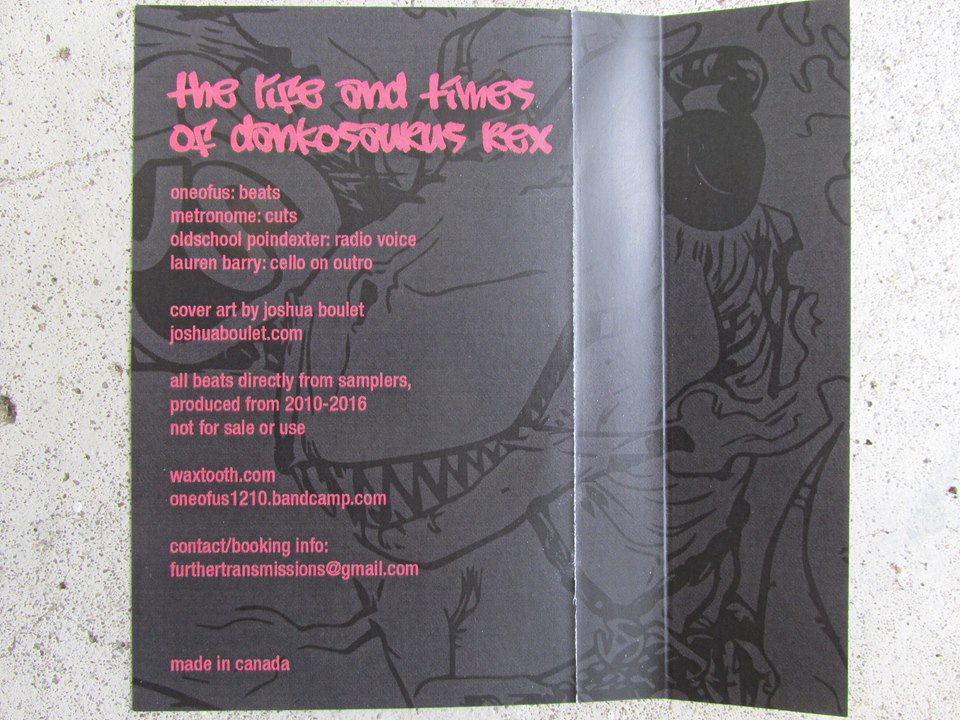 the life and times
of dankosaurus rex
oneofus: beats
metronome: cuts
oldschool poindexter: radio voice
lauren barry: cello on outro
cover art by joshua boulet
joshuaboulet.com
all beats directly from samplers,
produced from 2010-2016
not for sale or use
waxtooth.com
oneofus1210.bandcamp.com
contact/booking info:
furthertransmissions@gmail.com
made in canada